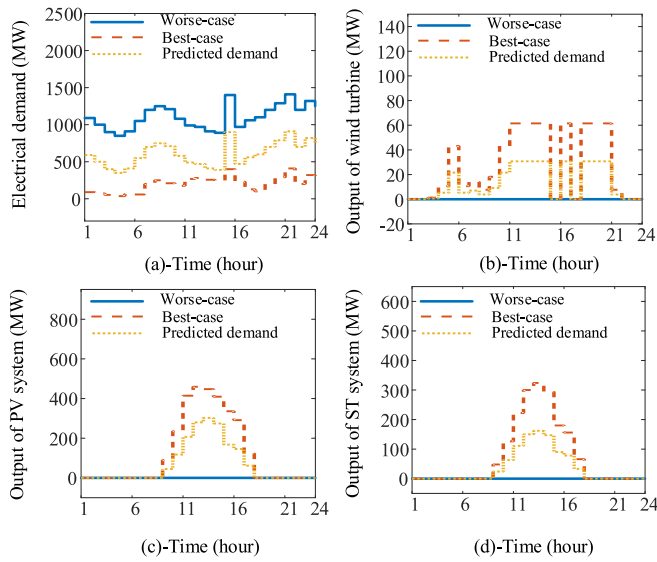 Electrical demand (MW)
2500
2000
1500
1000
500
0
Worse-case
Best-case
Predicted demand
1 6 11 16 21 24
(a)-Time (hour)
Output of wind turbine (MW)
140
120
100
80
60
40
20
0
-20
Worse-case
Best-case
Predicted demand
1 6 11 16 21 24
(b)-Time (hour)
Output of PV system (MW)
800
600
400
200
0
Worse-case
Best-case
Predicted demand
1 6 11 16 21 24
(c)-Time (hour)
Output of ST system (MW)
600
500
400
300
200
100
0
Worse-case
Best-case
Predicted demand
1 6 11 16 21 24
(d)-Time (hour)